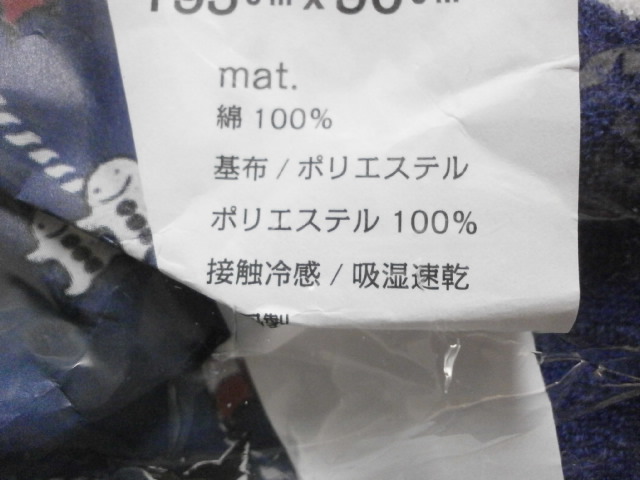 mat.
綿 100%
基布 / ポリエステル
ポリエステル 100%
接触冷感 / 吸湿速乾